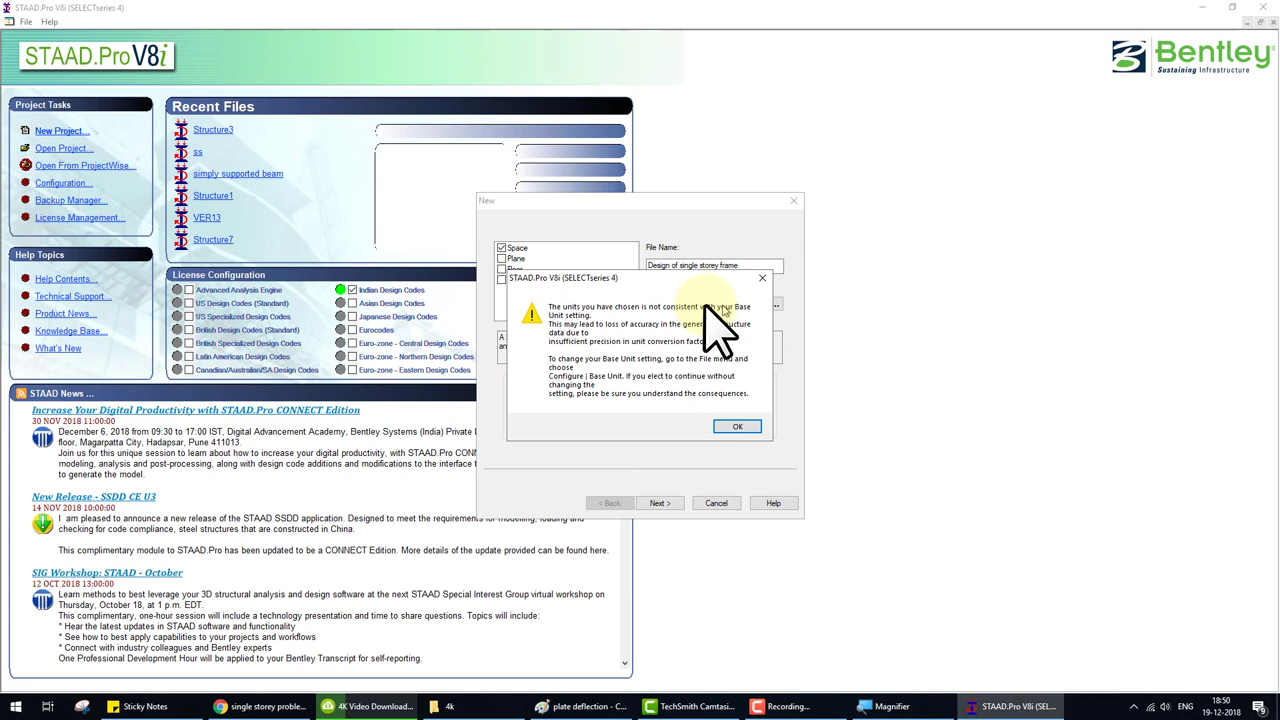 STAAD.Pro V8i (SELECTseries 4)
File Help
STAAD.Pro V8i
Bentley
Sustaining Infrastructure
Project Tasks
New Project...
Open Project...
Open From ProjectWise...
Configuration...
Backup Manager...
License Management...
Recent Files
Structure3
ss
simply supported beam
Structure1
VER13
Structure7
Help Topics
Help Contents...
Technical Support...
Product News...
Knowledge Base...
What's New
License Configuration
Advanced Analysis Engine
US Design Codes (Standard)
US Specialized Design Codes
British Design Codes (Standard)
British Specialized Design Codes
Latin American Design Codes
Canadian/Australian/SA Design Codes
Indian Design Codes
Asian Design Codes
Japanese Design Codes
Eurocodes
Euro-zone - Central Design Codes
Euro-zone - Northern Design Codes
Euro-zone - Eastern Design Codes
New
Space
Plane
File Name:
Design of single storey frame
...
STAAD.Pro V8i (SELECTseries 4)
The units you have chosen is not consistent with your Base
Unit setting.
This may lead to loss of accuracy in the structure
data due to
insufficient precision in unit conversion
To change your Base Unit setting, go to the File menu and
choose
Configure | Base Unit. If you elect to continue without
changing the
setting, please be sure you understand the consequences.
OK
< Back Next > Cancel Help
STAAD News ...
Increase Your Digital Productivity with STAAD.Pro CONNECT Edition
30 NOV 2018 11:00:00
December 6, 2018 from 09:30 to 17:00 IST, Digital Advancement Academy, Bentley Systems (India) Private
floor, Magarpatta City, Hadapsar, Pune 411013.
Join us for this unique session to learn about how to increase your digital productivity, with STAAD.Pro
modeling, analysis and post-processing, along with design code additions and modifications to the interface
to generate the model.
New Release - SSDD CE U3
14 NOV 2018 10:00:00
I am pleased to announce a new release of the STAAD SSDD application. Designed to meet the requirements for modelling, loading and
checking for code compliance, steel structures that are constructed in China.
This complimentary module to STAAD.Pro has been updated to be a CONNECT Edition. More details of the update provided can be found here.
SIG Workshop: STAAD - October
12 OCT 2018 13:00:00
Learn methods to best leverage your 3D structural analysis and design software at the next STAAD Special Interest Group virtual workshop on
Thursday, October 18, at 1 p.m. EDT.
This complimentary, one-hour session will include a technology presentation and time to share questions. Topics will include:
* Hear the latest updates in STAAD software and functionality
* See how to best apply capabilities to your projects and workflows
* Connect with industry colleagues and Bentley experts
One Professional Development Hour will be applied to your Bentley Transcript for self-reporting.
Sticky Notes
single storey proble...
4K Video Download...
4k
plate deflection - C...
TechSmith Camtasi...
Recording...
Magnifier
STAAD.Pro V8i (SEL...
ENG
18:50
19-12-2018